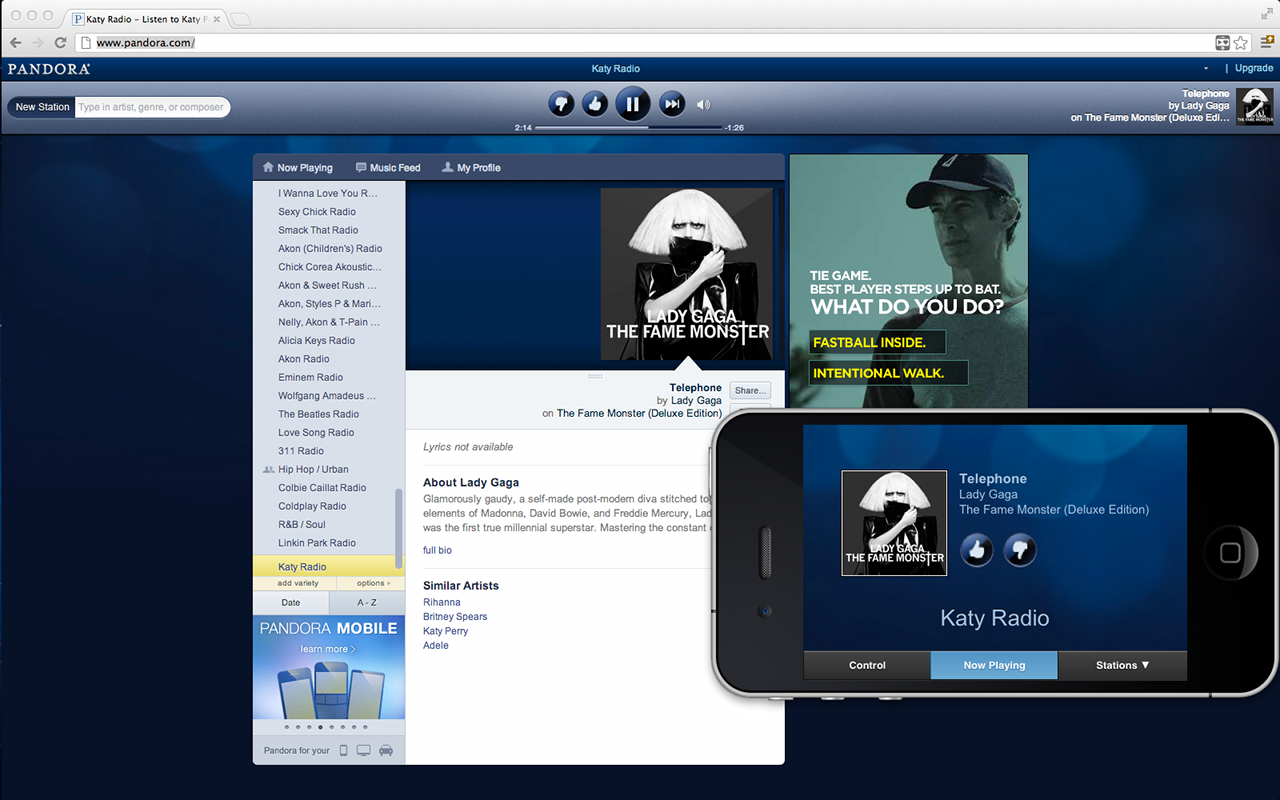 Katy Radio – Listen to Katy P
www.pandora.com/
PANDORA
Katy Radio
| Upgrade
New Station
Type in artist, genre, or composer
2:14
-1:26
Telephone
by Lady Gaga
on The Fame Monster (Deluxe Edi...
THE FAME MONSTER
Now Playing
Music Feed
My Profile
I Wanna Love You R...
Sexy Chick Radio
Smack That Radio
Akon (Children's) Radio
Chick Corea Akoustic...
Akon & Sweet Rush ...
Akon, Styles P & Mari...
Nelly, Akon & T-Pain ...
Alicia Keys Radio
Akon Radio
Eminem Radio
Wolfgang Amadeus ...
The Beatles Radio
Love Song Radio
311 Radio
Hip Hop / Urban
Colbie Caillat Radio
Coldplay Radio
R&B / Soul
Linkin Park Radio
Katy Radio
add variety
options
Date
A - Z
PANDORA MOBILE
learn more >
Pandora for your
LADY GAGA
THE FAME MONSTER
Telephone
by Lady Gaga
on The Fame Monster (Deluxe Edition)
Share...
Lyrics not available
About Lady Gaga
Glamorously gaudy, a self-made post-modern diva stitched to
elements of Madonna, David Bowie, and Freddie Mercury, Lad
was the first true millennial superstar. Mastering the constant
full bio
Similar Artists
Rihanna
Britney Spears
Katy Perry
Adele
TIE GAME.
BEST PLAYER STEPS UP TO BAT.
WHAT DO YOU DO?
FASTBALL INSIDE.
INTENTIONAL WALK.
LADY GAGA
THE FAME MONSTER
Telephone
Lady Gaga
The Fame Monster (Deluxe Edition)
Katy Radio
Control
Now Playing
Stations ▼